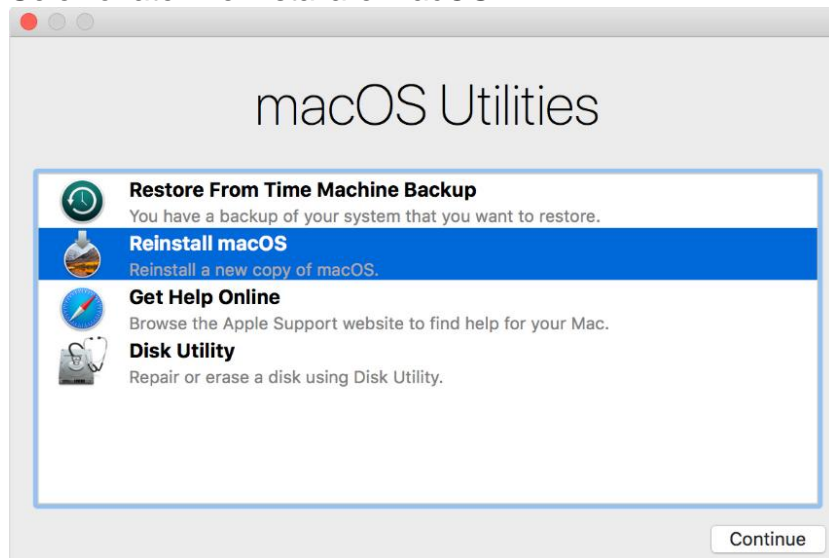 macOS Utilities
Restore From Time Machine Backup
You have a backup of your system that you want to restore.
Reinstall macOS
Reinstall a new copy of macOS.
Get Help Online
Browse the Apple Support website to find help for your Mac.
Disk Utility
Repair or erase a disk using Disk Utility.
Continue